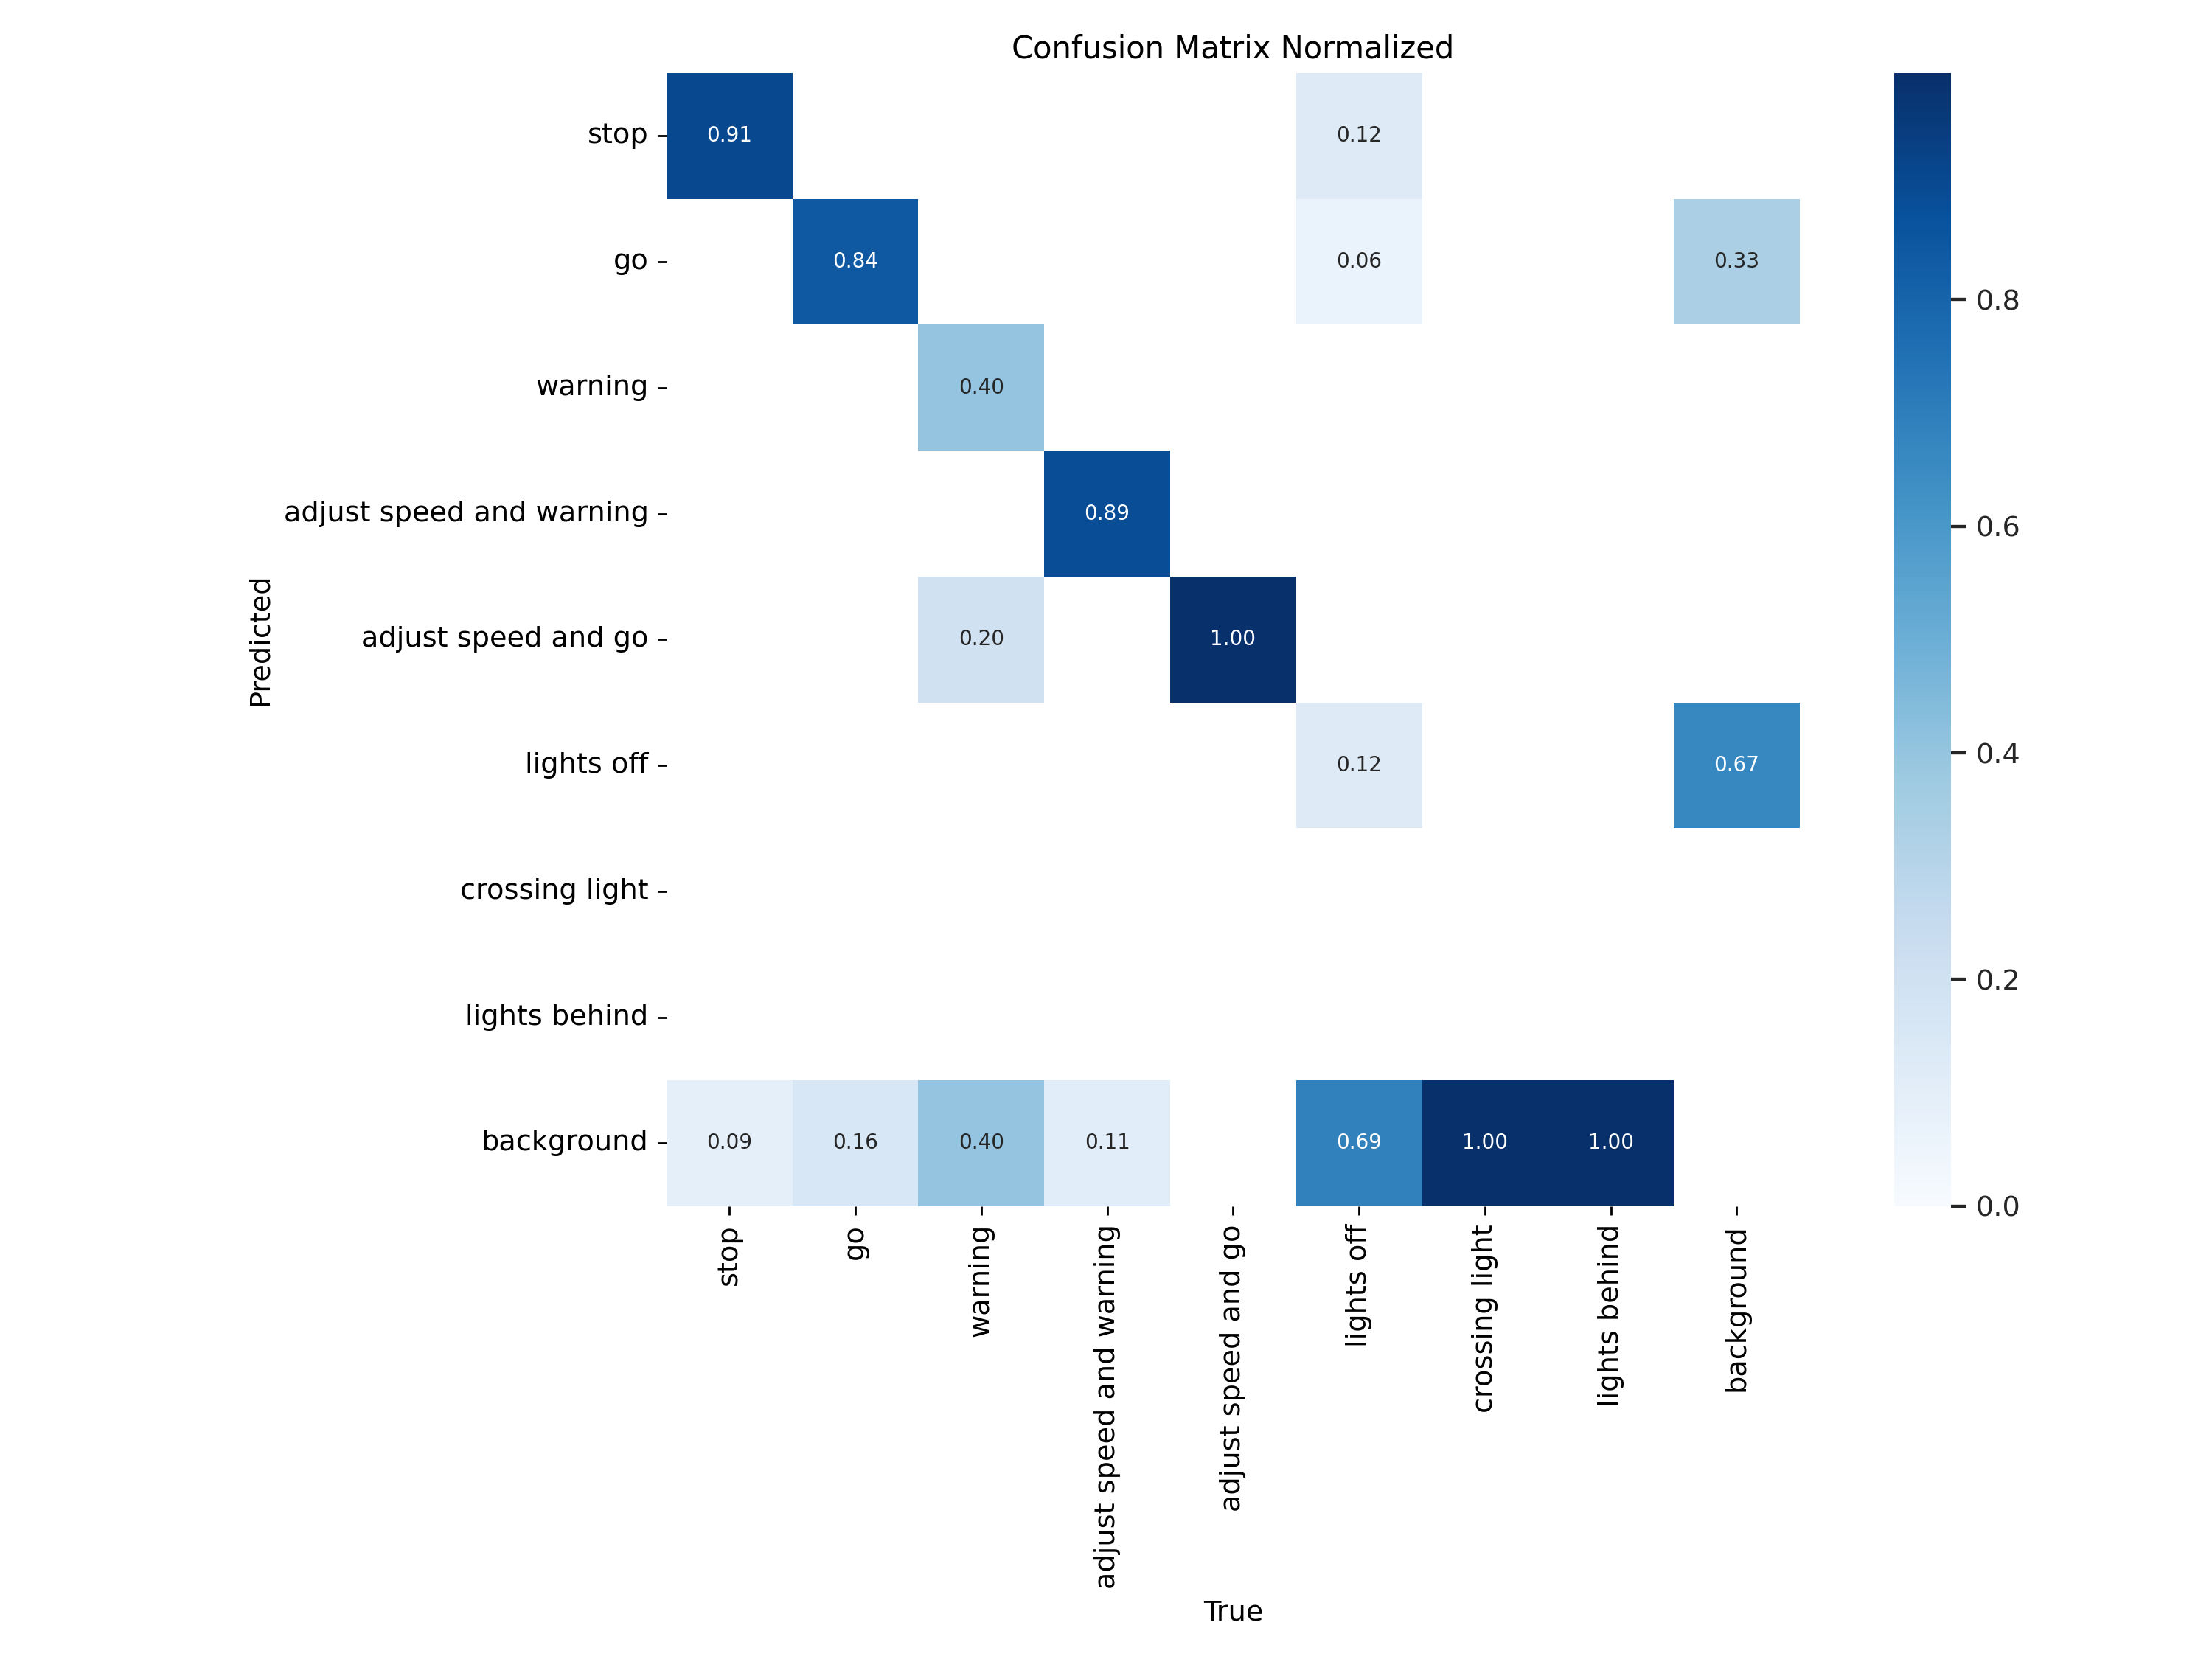 Confusion Matrix Normalized
stop
0.91
0.12
go
0.84
0.06
0.33
0.8
warning
0.40
adjust speed and warning
0.89
0.6
Predicted
adjust speed and go
0.20
1.00
lights off
0.12
0.67
0.4
crossing light
lights behind
0.2
background
0.09
0.16
0.40
0.11
0.69
1.00
1.00
0.0
stop
go
warning
adjust speed and warning
adjust speed and go
lights off
crossing light
lights behind
background
True